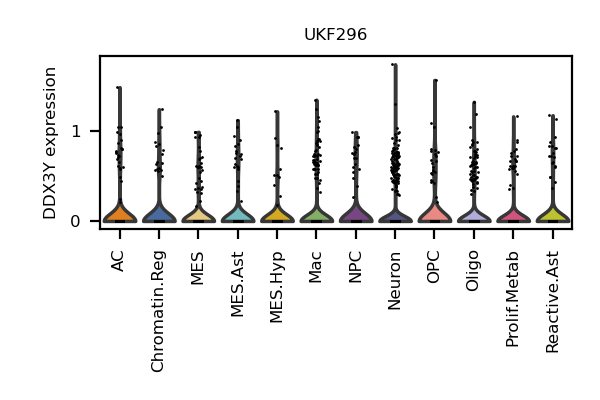 UKF296
DDX3Y expression
1
0
AC
Chromatin.Reg
MES
MES.Ast
MES.Hyp
Mac
NPC
Neuron
OPC
Oligo
Prolif.Metab
Reactive.Ast